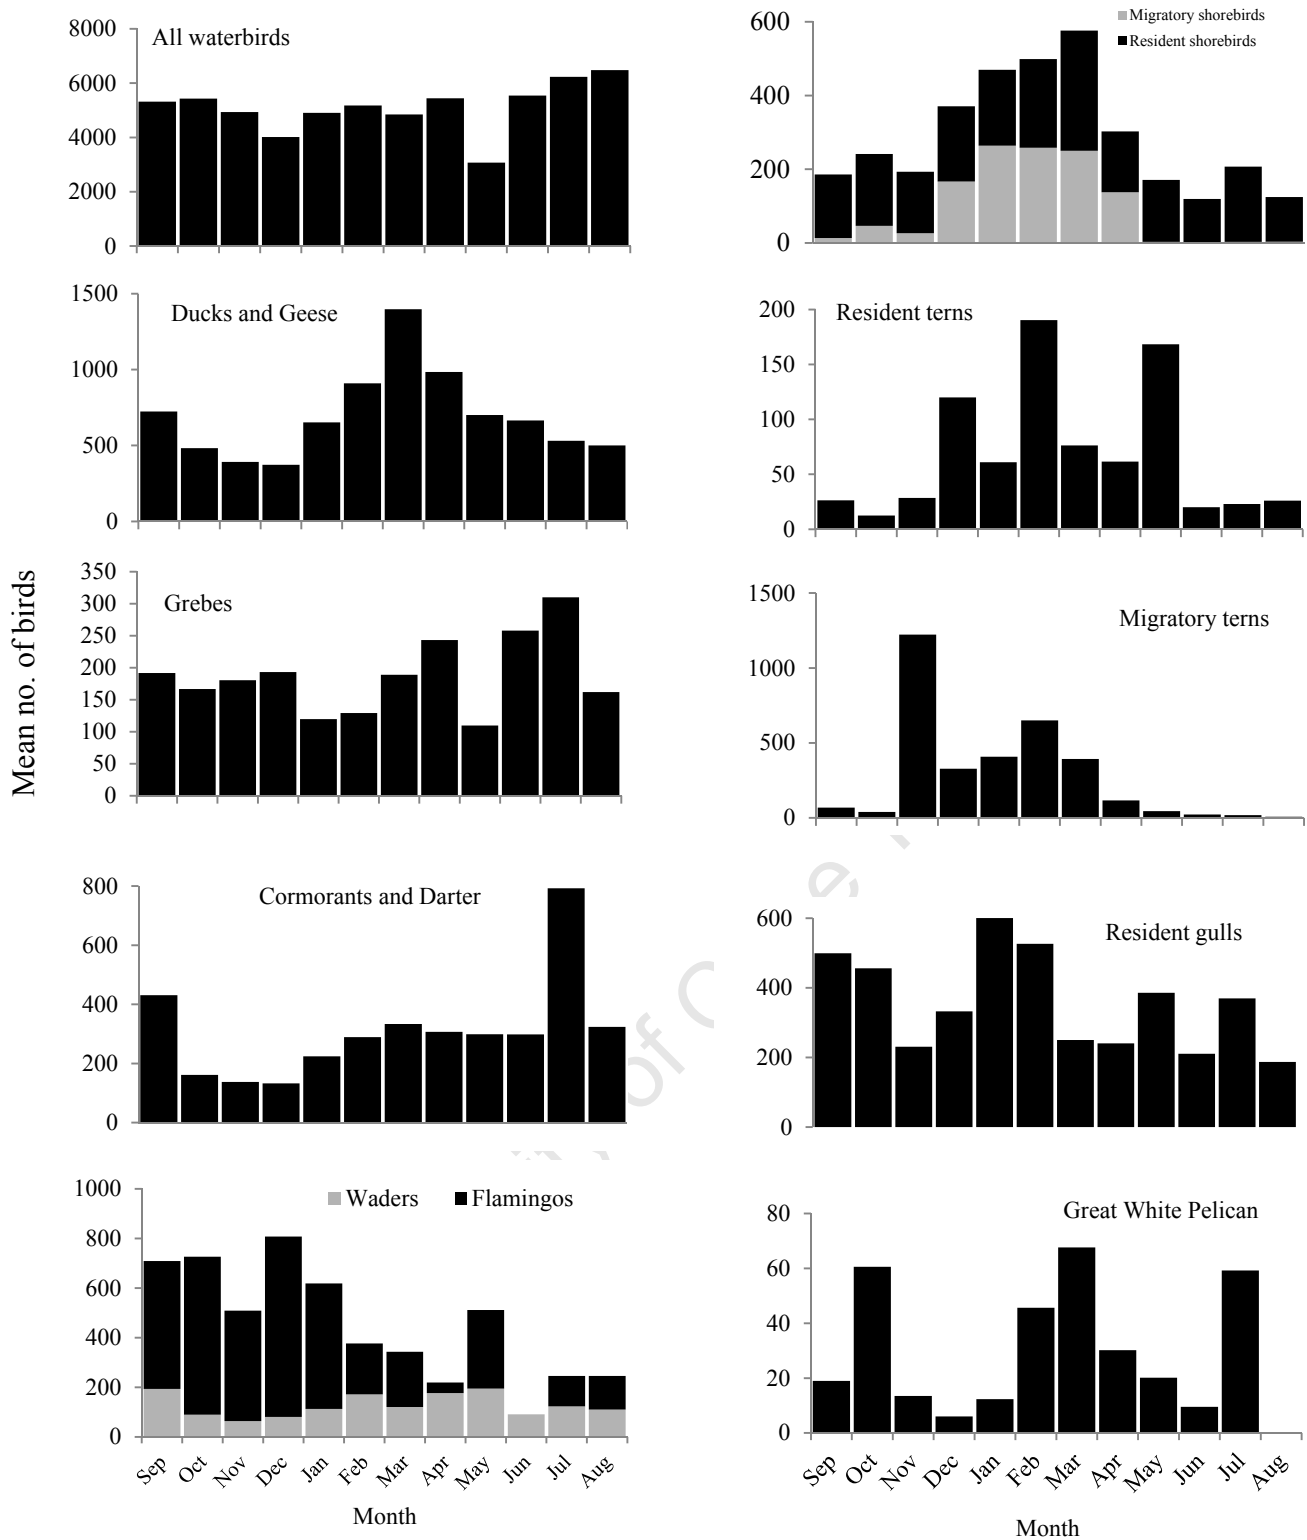 Mean no. of birds
All waterbirds
8000
6000
4000
2000
0
Migratory shorebirds
Resident shorebirds
600
400
200
0
Ducks and Geese
1500
1000
500
0
Resident terns
200
150
100
50
0
Grebes
350
300
250
200
150
100
50
0
Migratory terns
1500
1000
500
0
Cormorants and Darter
800
600
400
200
0
Resident gulls
600
400
200
0
Waders Flamingos
1000
800
600
400
200
0
Sep Oct Nov Dec Jan Feb Mar Apr May Jun Jul Aug
Month
Great White Pelican
80
60
40
20
0
Sep Oct Nov Dec Jan Feb Mar Apr May Jun Jul Aug
Month
of C